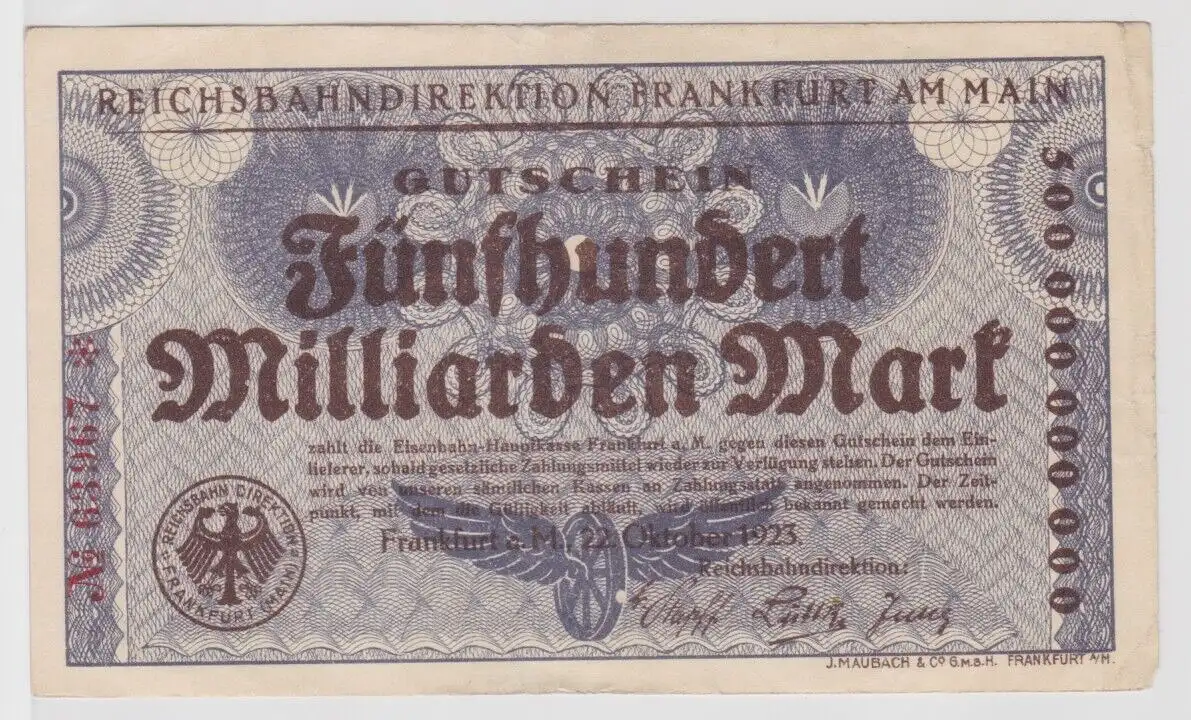 REICHSBAHNDIREKTION FRANKFURT AM MAIN
GUTSCHEIN
Fünfhundert
Milliarden Mark
zahlt die Eisenbahn-Hauptkasse Frankfurt a. M. gegen diesen Gutschein dem Ein-
lieferer, sobald gesetzliche Zahlungsmittel wieder zur Verfügung stehen. Der Gutschein
wird von unseren sämtlichen Kassen an Zahlungsstatt angenommen. Der Zeit-
punkt, mit dem die Gültigkeit abläuft, wird öffentlich bekannt gemacht werden.
Frankfurt a. M., 22. Oktober 1923.
Reichsbahndirektion:
REICHSBAHN DIREKTION
FRANKFURT (MAIN)
№ 633967 *
500 000 000 000
J. MAUBACH & Co G.M.B.H. FRANKFURT A/M.